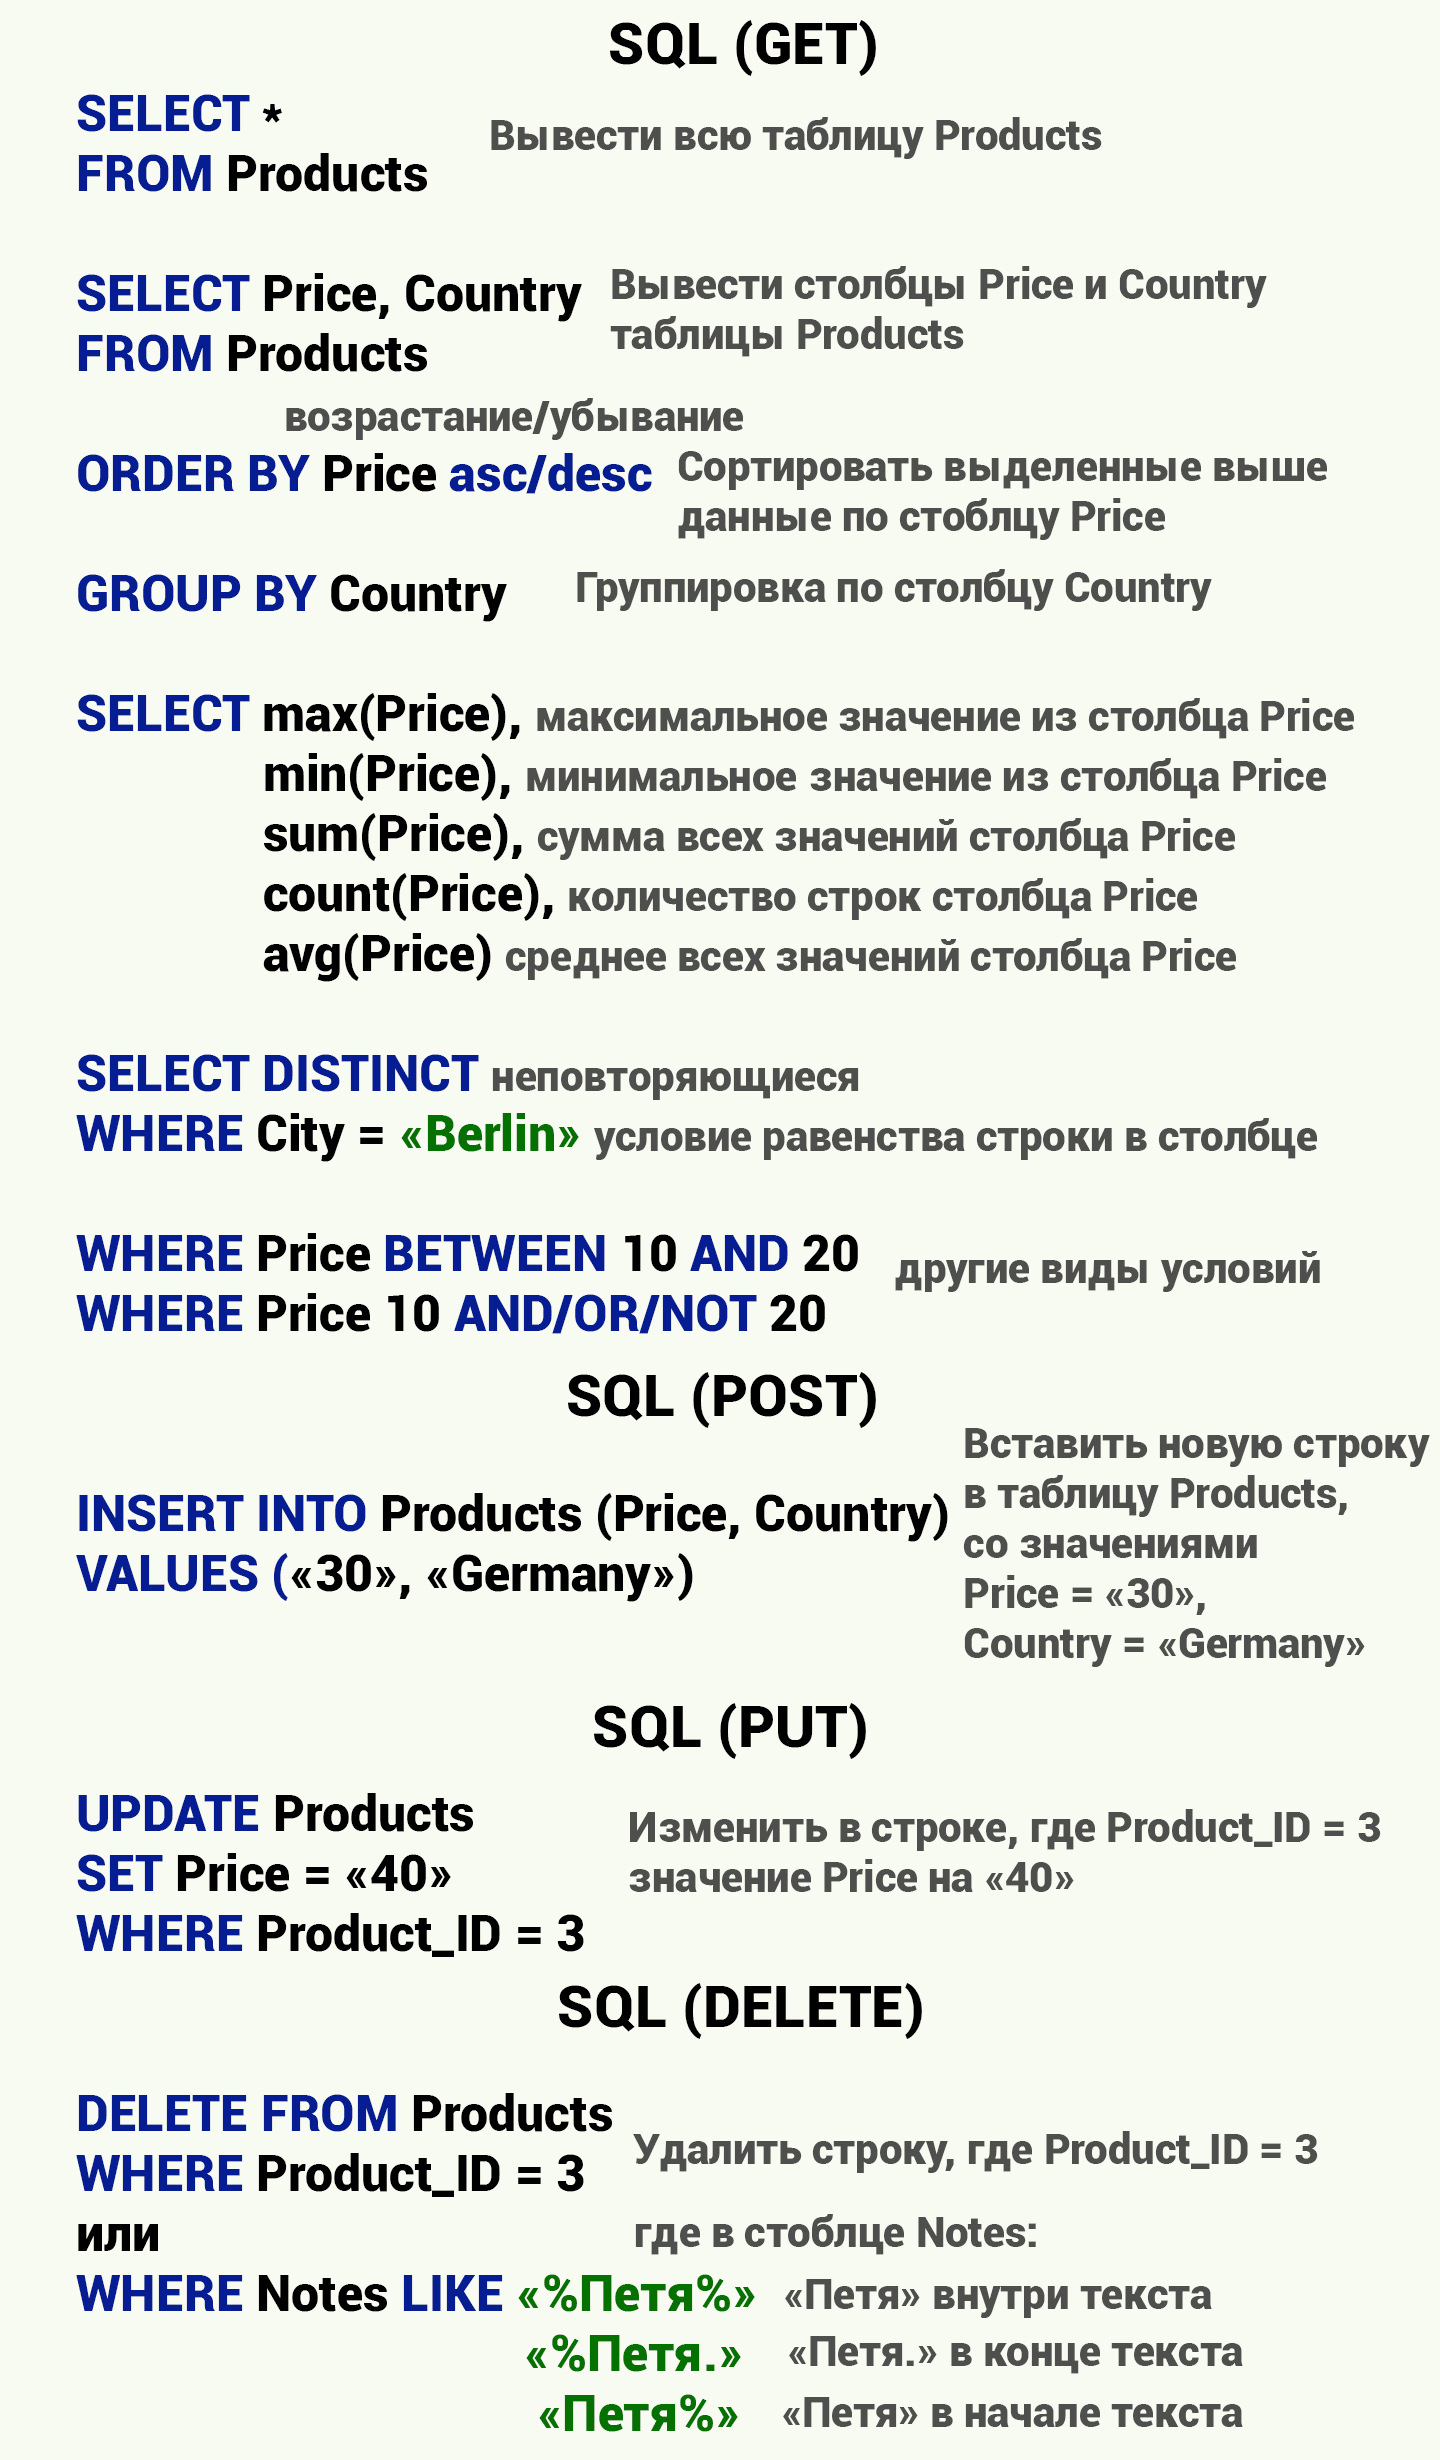 SQL (GET)
SELECT *
FROM Products
Вывести всю таблицу Products
SELECT Price, Country
FROM Products
Вывести столбцы Price и Country
таблицы Products
возрастание/убывание
ORDER BY Price asc/desc
Сортировать выделенные выше
данные по стоблцу Price
GROUP BY Country
Группировка по столбцу Country
SELECT max(Price), максимальное значение из столбца Price
min(Price), минимальное значение из столбца Price
sum(Price), сумма всех значений столбца Price
count(Price), количество строк столбца Price
avg(Price) среднее всех значений столбца Price
SELECT DISTINCT неповторяющиеся
WHERE City = «Berlin» условие равенства строки в столбце
WHERE Price BETWEEN 10 AND 20
WHERE Price 10 AND/OR/NOT 20
другие виды условий
SQL (POST)
INSERT INTO Products (Price, Country)
VALUES («30», «Germany»)
Вставить новую строку
в таблицу Products,
со значениями
Price = «30»,
Country = «Germany»
SQL (PUT)
UPDATE Products
SET Price = «40»
WHERE Product_ID = 3
Изменить в строке, где Product_ID = 3
значение Price на «40»
SQL (DELETE)
DELETE FROM Products
WHERE Product_ID = 3
Удалить строку, где Product_ID = 3
или
где в стоблце Notes:
WHERE Notes LIKE «%Петя%» «Петя» внутри текста
«%Петя.» «Петя.» в конце текста
«Петя%» «Петя» в начале текста